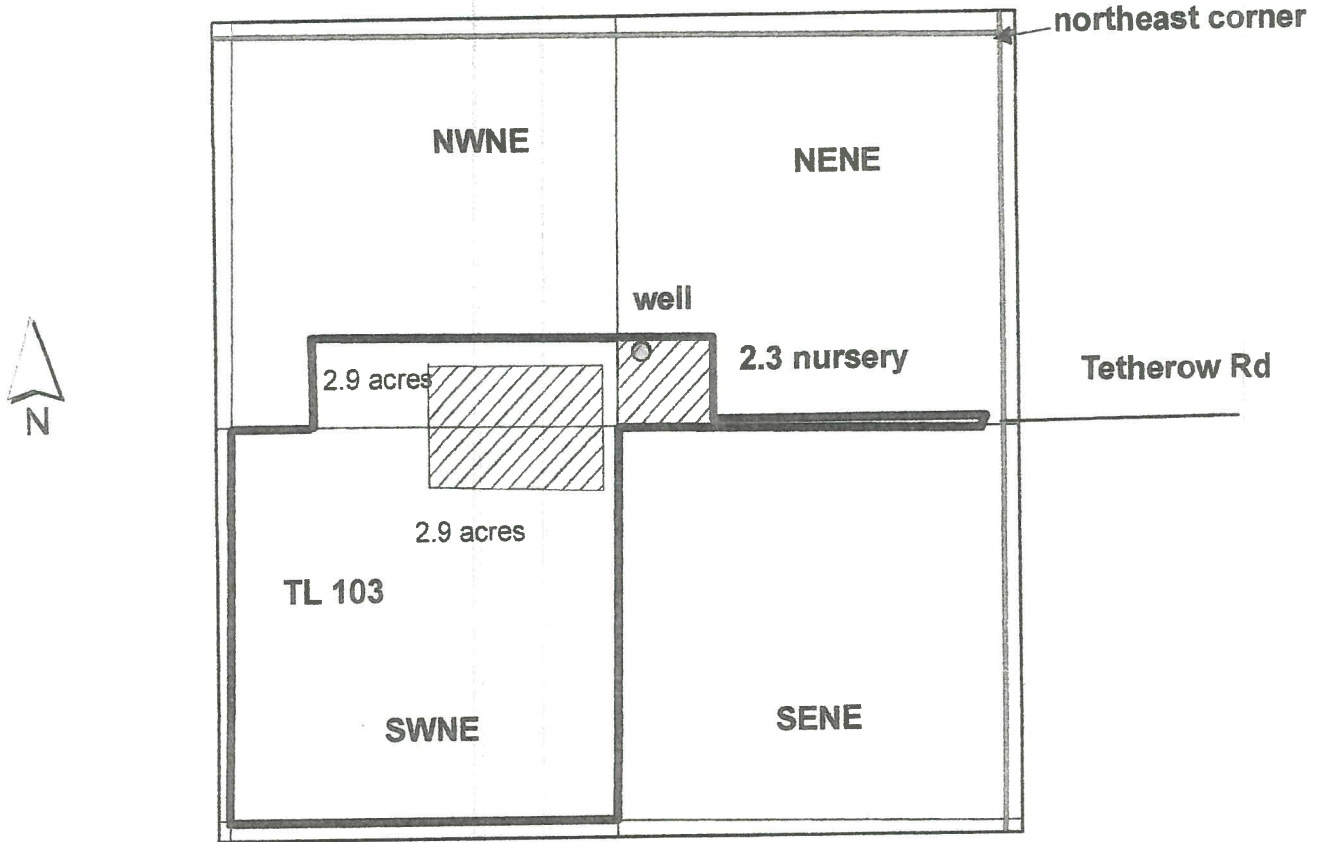 northeast corner
NWNE
NENE
well
2.9 acres
2.3 nursery
Tetherow Rd
N
2.9 acres
TL 103
SWNE
SENE